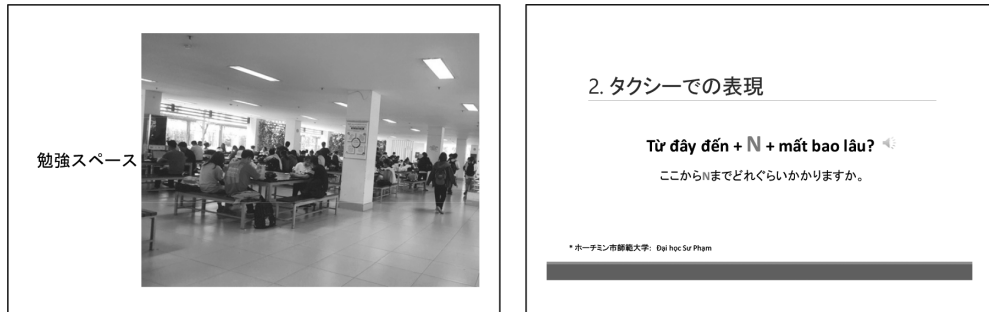 勉強スペース
2. タクシーでの表現
Từ đây đến + N + mất bao lâu?
ここからNまでどれぐらいかかりますか。
* ホーチミン市師範大学: Đại học Sư Phạm